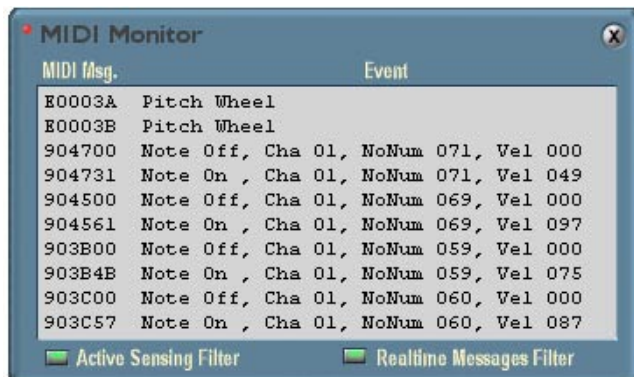 MIDI Monitor
X
MIDI Msg. Event
E0003A Pitch Wheel
E0003B Pitch Wheel
904700 Note Off, Cha 01, NoNum 071, Vel 000
904731 Note On , Cha 01, NoNum 071, Vel 049
904500 Note Off, Cha 01, NoNum 069, Vel 000
904561 Note On , Cha 01, NoNum 069, Vel 097
903B00 Note Off, Cha 01, NoNum 059, Vel 000
903B4B Note On , Cha 01, NoNum 059, Vel 075
903C00 Note Off, Cha 01, NoNum 060, Vel 000
903C57 Note On , Cha 01, NoNum 060, Vel 087
Active Sensing Filter Realtime Messages Filter